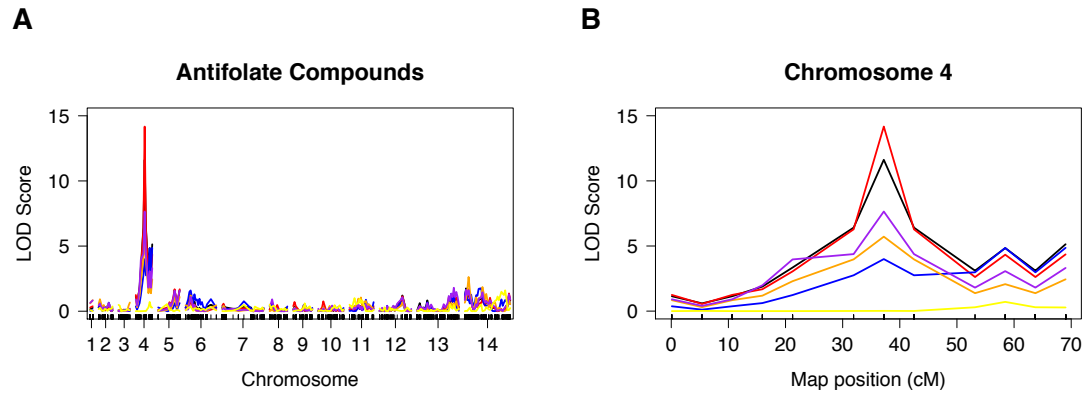 A
Antifolate Compounds
LOD Score
15
10
5
0
1 2 3 4 5 6 7 8 9 10 11 12 13 14
Chromosome
B
Chromosome 4
LOD Score
15
10
5
0
0 10 20 30 40 50 60 70
Map position (cM)